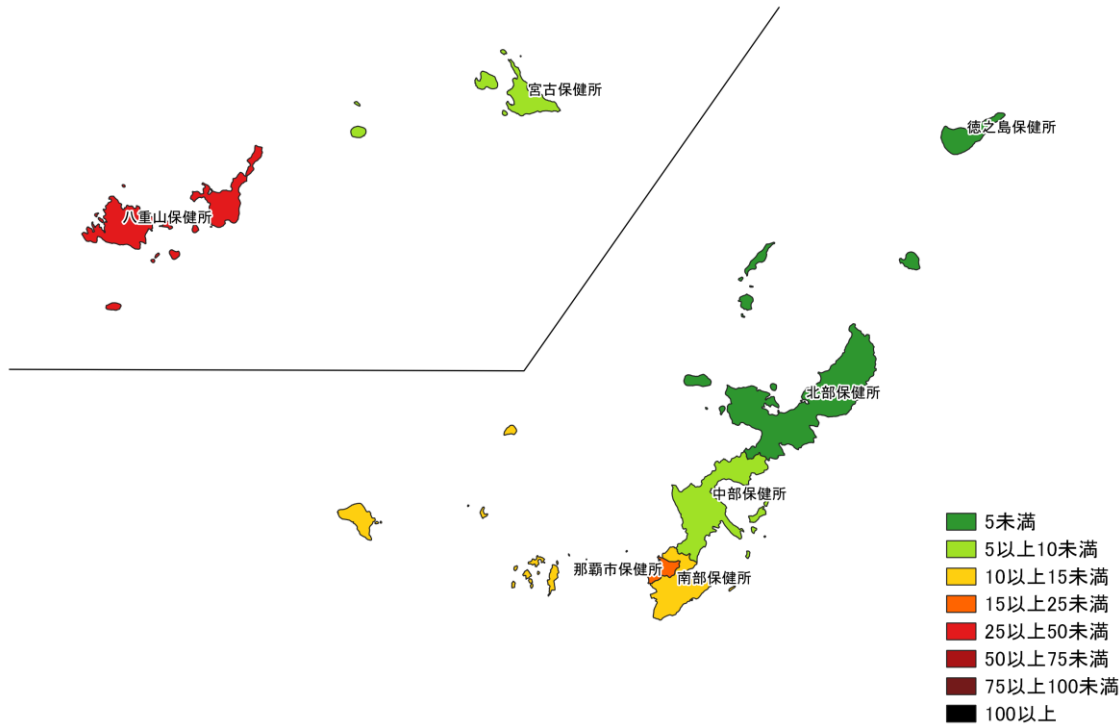 宮古保健所
徳之島保健所
八重山保健所
北部保健所
中部保健所
那覇市保健所
南部保健所
5未満
5以上10未満
10以上15未満
15以上25未満
25以上50未満
50以上75未満
75以上100未満
100以上